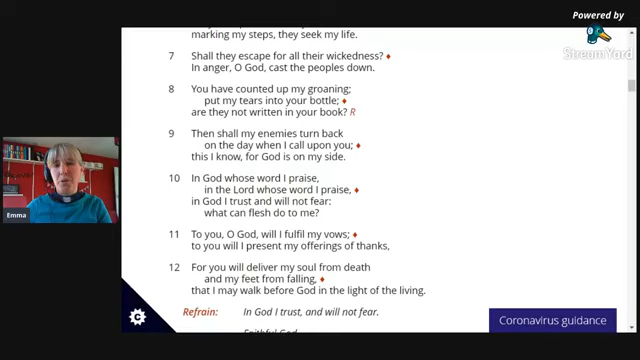 Powered by
StreamYard
marking my steps, they seek my life.
7 Shall they escape for all their wickedness? ♦
In anger, O God, cast the peoples down.
8 You have counted up my groaning;
put my tears into your bottle; ♦
are they not written in your book? R
9 Then shall my enemies turn back
on the day when I call upon you; ♦
this I know, for God is on my side.
10 In God whose word I praise,
in the Lord whose word I praise, ♦
in God I trust and will not fear:
what can flesh do to me?
11 To you, O God, will I fulfil my vows; ♦
to you will I present my offerings of thanks,
12 For you will deliver my soul from death
and my feet from falling, ♦
that I may walk before God in the light of the living.
Refrain: In God I trust, and will not fear.
Faithful God
Emma
C
Coronavirus guidance